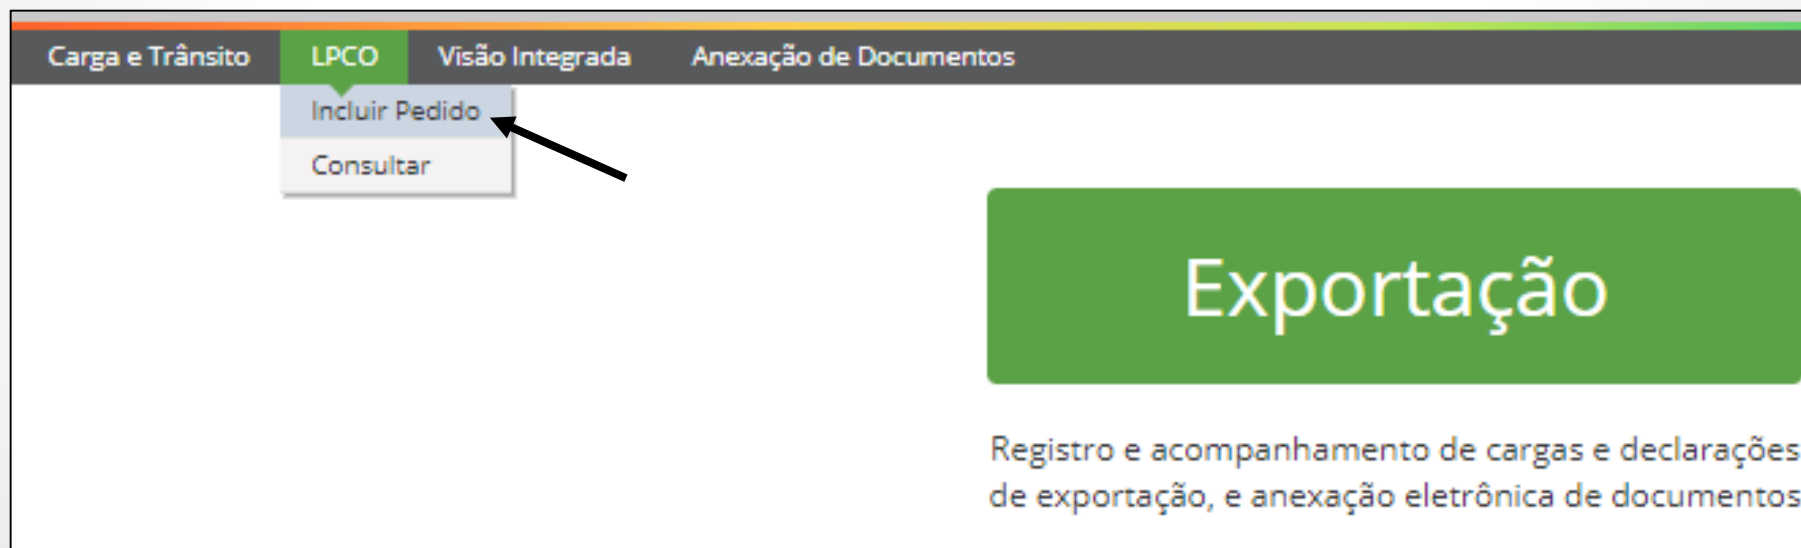 Carga e Trânsito LPCO Visão Integrada Anexação de Documentos
Incluir Pedido
Consultar
Exportação
Registro e acompanhamento de cargas e declarações
de exportação, e anexação eletrônica de documentos